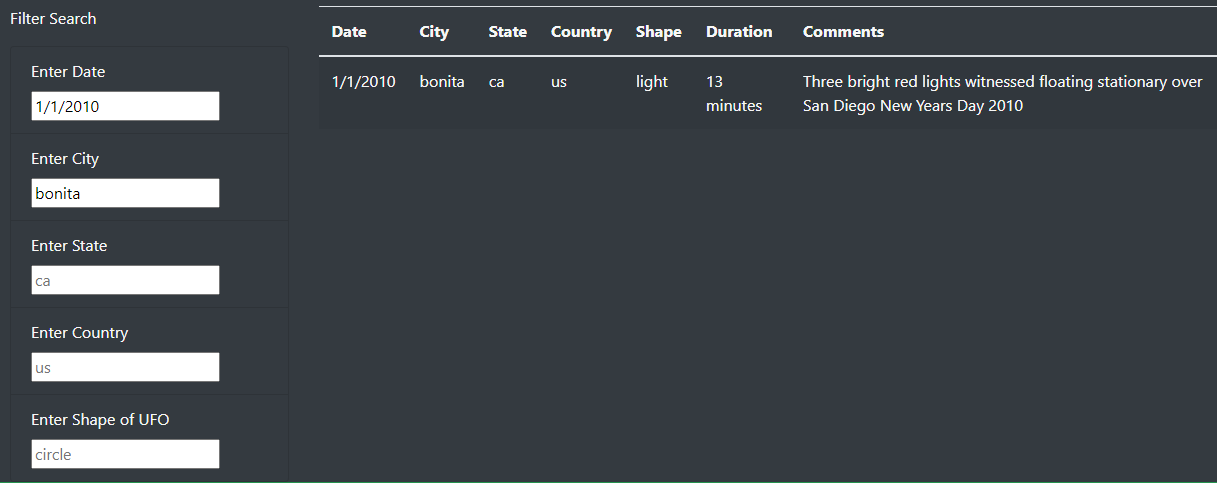 Filter Search
Enter Date
1/1/2010
Enter City
bonita
Enter State
ca
Enter Country
us
Enter Shape of UFO
circle
Date City State Country Shape Duration Comments
1/1/2010 bonita ca us light 13 minutes Three bright red lights witnessed floating stationary over
San Diego New Years Day 2010